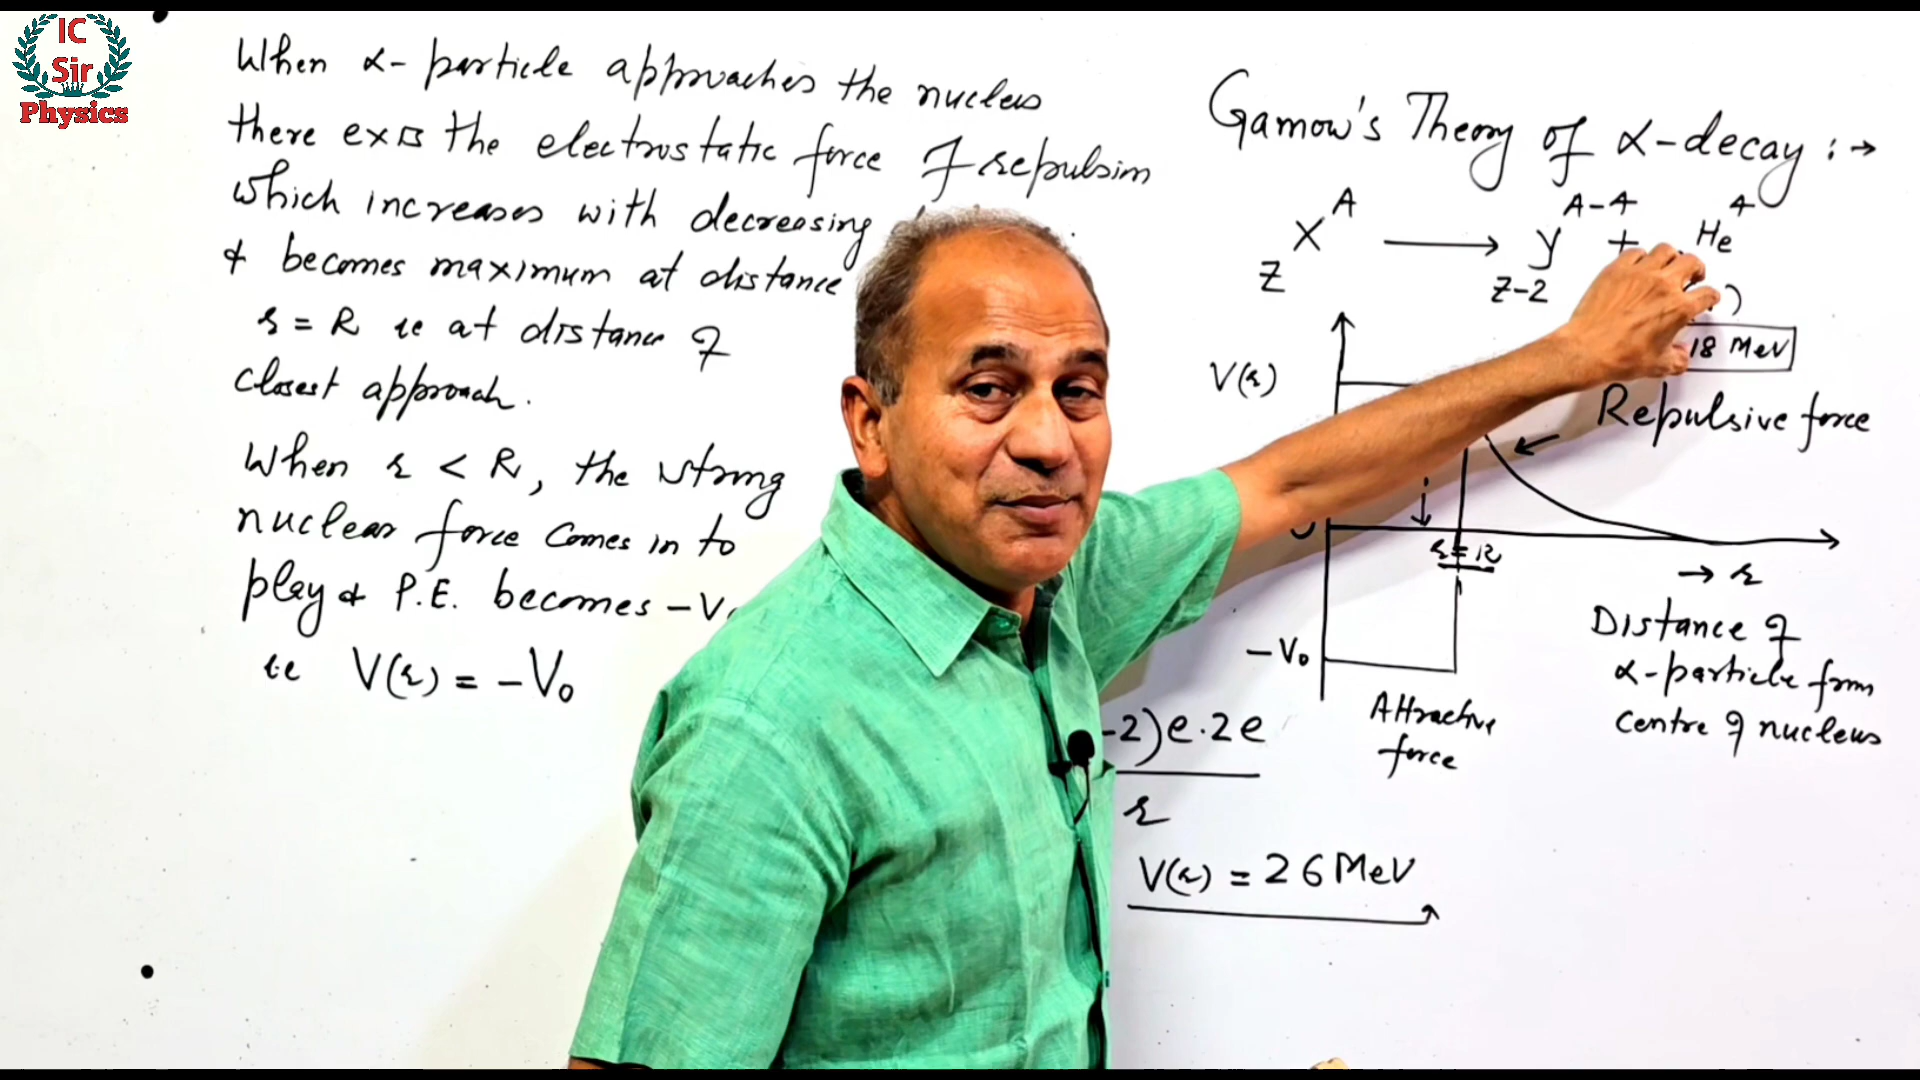 IC
Sir
Physics
When α-particle approaches the nucleus
there exis the electrostatic force of repulsion
which increases with decreasing
& becomes maximum at distance
r = R ie at distance of
closest approach.
When r < R, the strong
nuclear force comes in to
play & P.E. becomes -V
ie V(r) = -V₀
Gamow's Theory of α-decay :→
Z X A → Z-2 y A-4 + He 4
18 MeV
V(r)
Repulsive force
r = R
→ r
-V₀
Distance of
α-particle from
centre of nucleus
Attractive
force
-2)e.2e
r
V(r) = 26 MeV